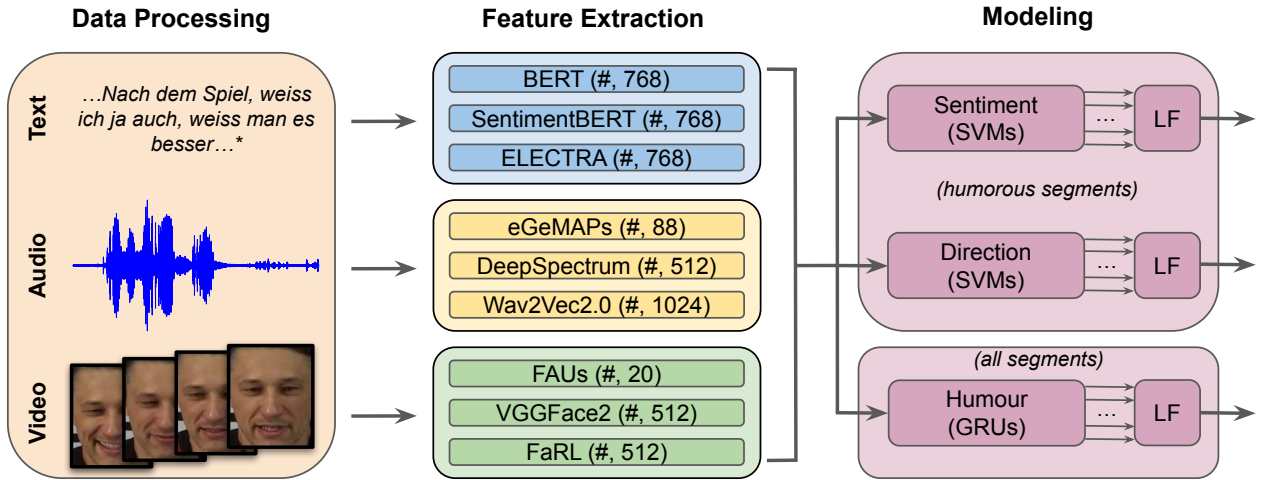 Data Processing
Feature Extraction
Modeling
Text
…Nach dem Spiel, weiss
ich ja auch, weiss man es
besser…*
Audio
Video
BERT (#, 768)
SentimentBERT (#, 768)
ELECTRA (#, 768)
eGeMAPs (#, 88)
DeepSpectrum (#, 512)
Wav2Vec2.0 (#, 1024)
FAUs (#, 20)
VGGFace2 (#, 512)
FaRL (#, 512)
Sentiment
(SVMs)
...
LF
(humorous segments)
Direction
(SVMs)
...
LF
(all segments)
Humour
(GRUs)
...
LF